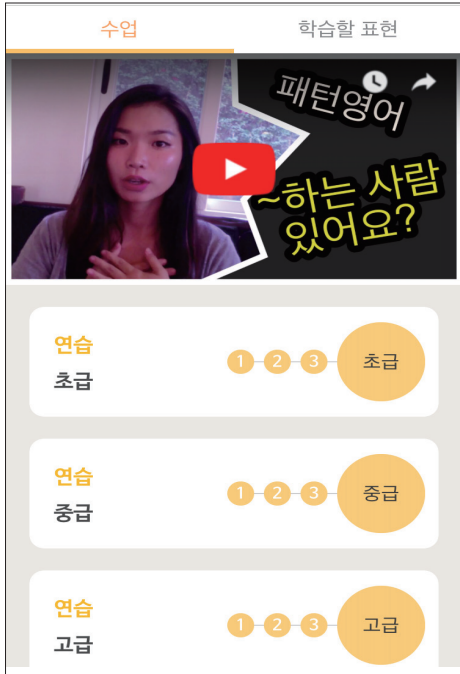 수업
학습할 표현
패턴영어
~하는 사람
있어요?
연습
초급
1 2 3 초급
연습
중급
1 2 3 중급
연습
고급
1 2 3 고급